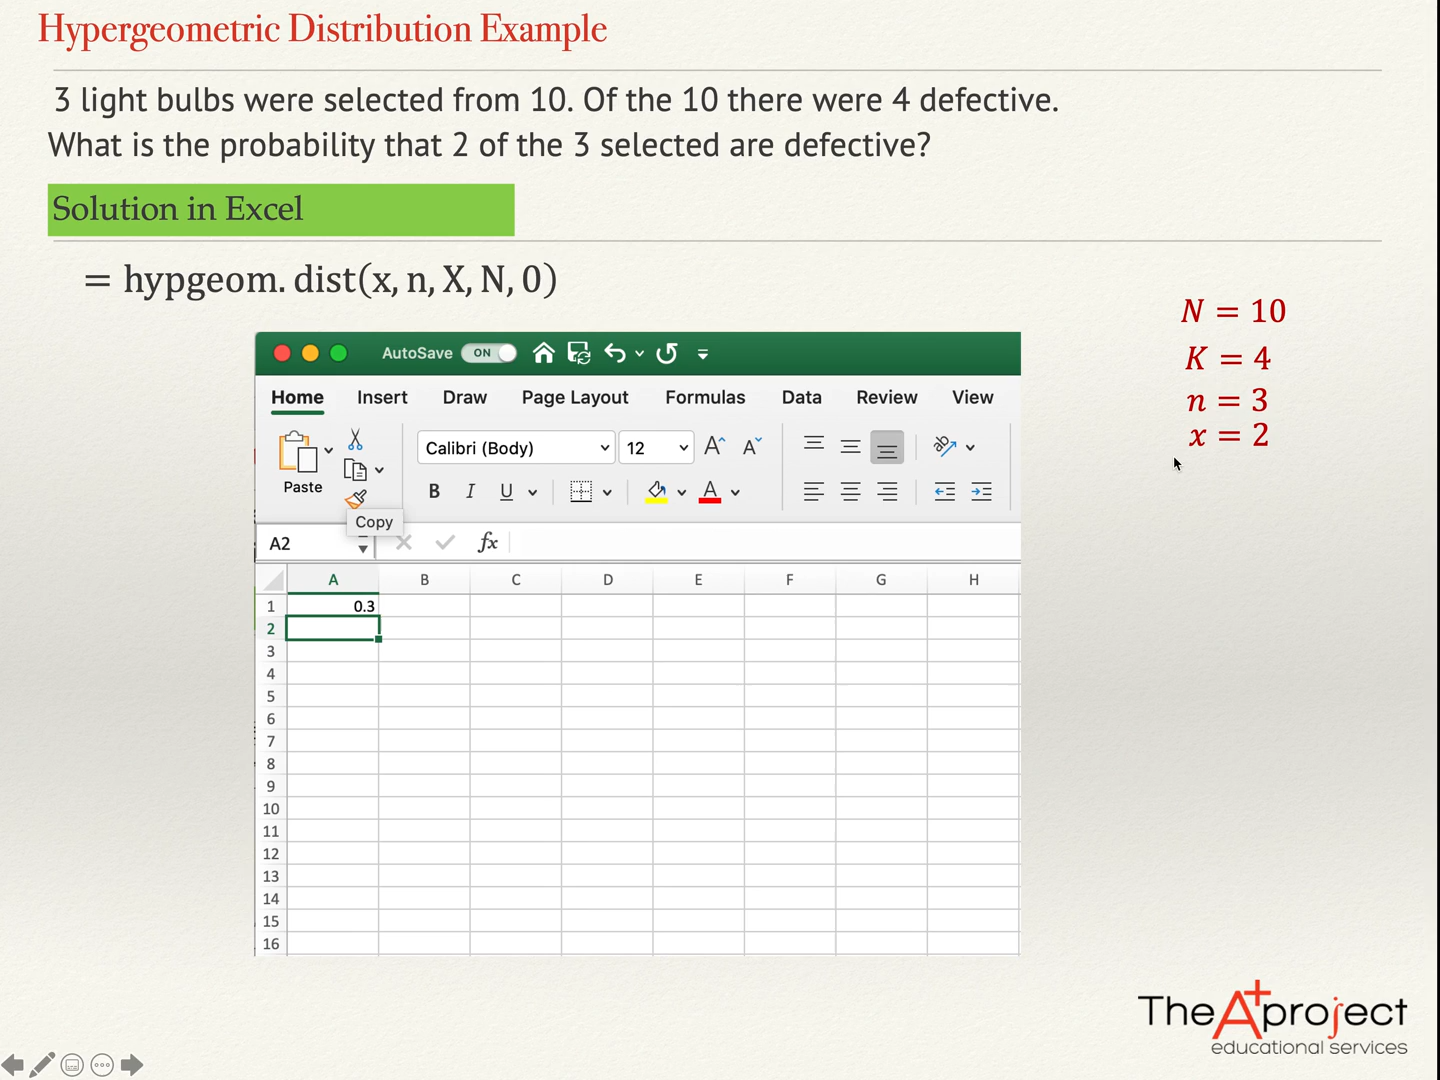 Hypergeometric Distribution Example
3 light bulbs were selected from 10. Of the 10 there were 4 defective.
What is the probability that 2 of the 3 selected are defective?
Solution in Excel
= hypgeom. dist(x, n, X, N, 0)
N = 10
K = 4
n = 3
x = 2
AutoSave ON
Home Insert Draw Page Layout Formulas Data Review View
Paste
Calibri (Body) 12 A A
B I U A
ab
Copy
A2 fx
A B C D E F G H
1 0.3
2
3
4
5
6
7
8
9
10
11
12
13
14
15
16
The A+ project
educational services